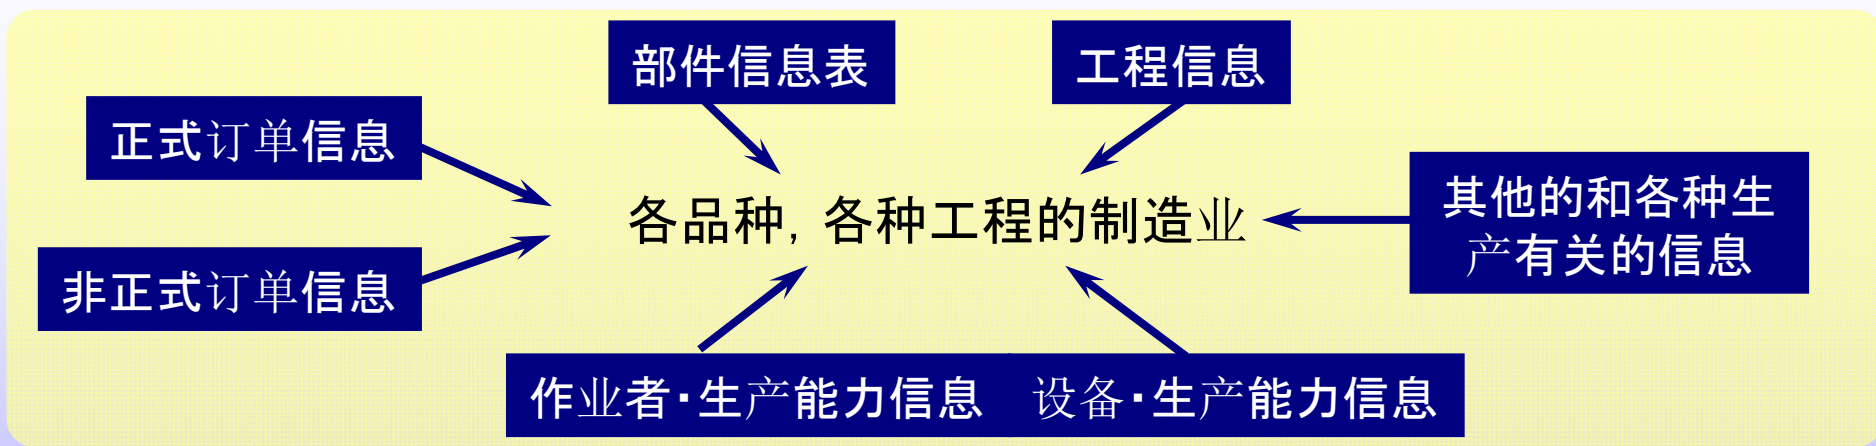 部件信息表
工程信息
正式订单信息
其他的和各种生
产有关的信息
各品种, 各种工程的制造业
非正式订单信息
作业者·生产能力信息
设备·生产能力信息